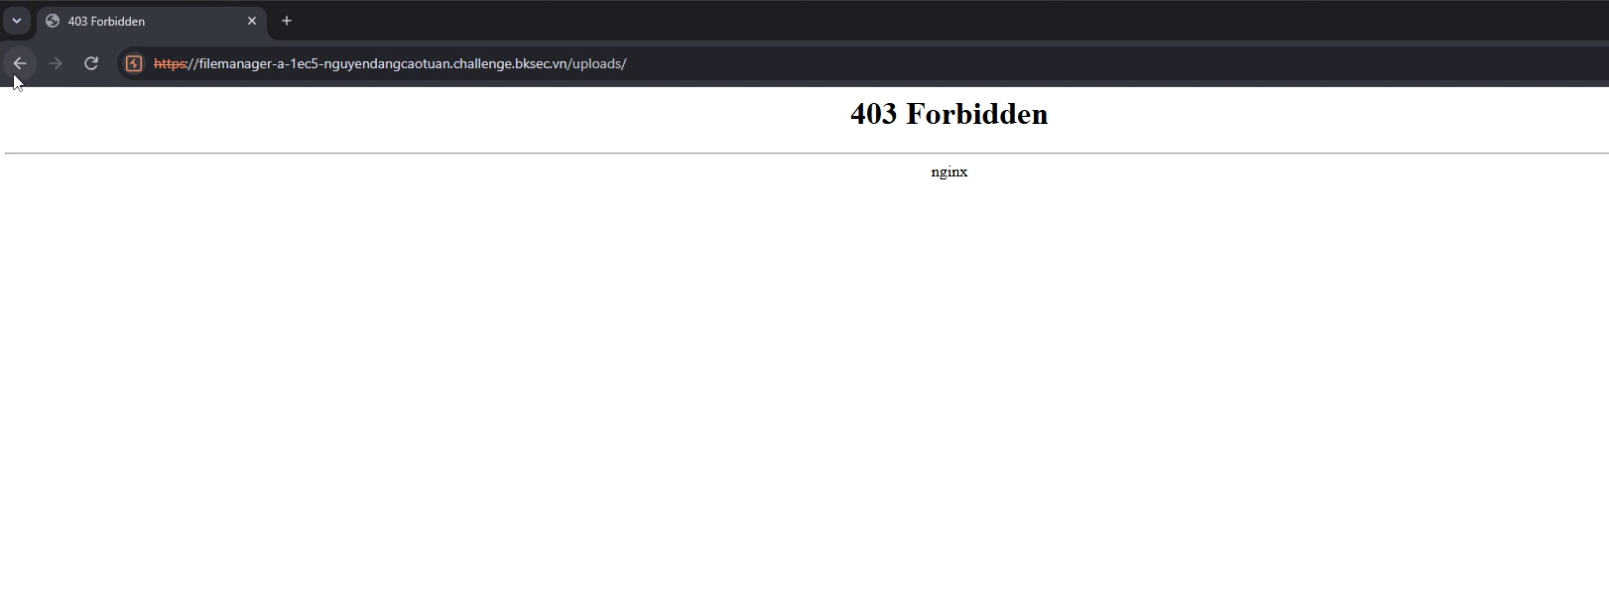 403 Forbidden
https://filemanager-a-1ec5-nguyendangcaotuan.challenge.bksec.vn/uploads/
403 Forbidden
nginx